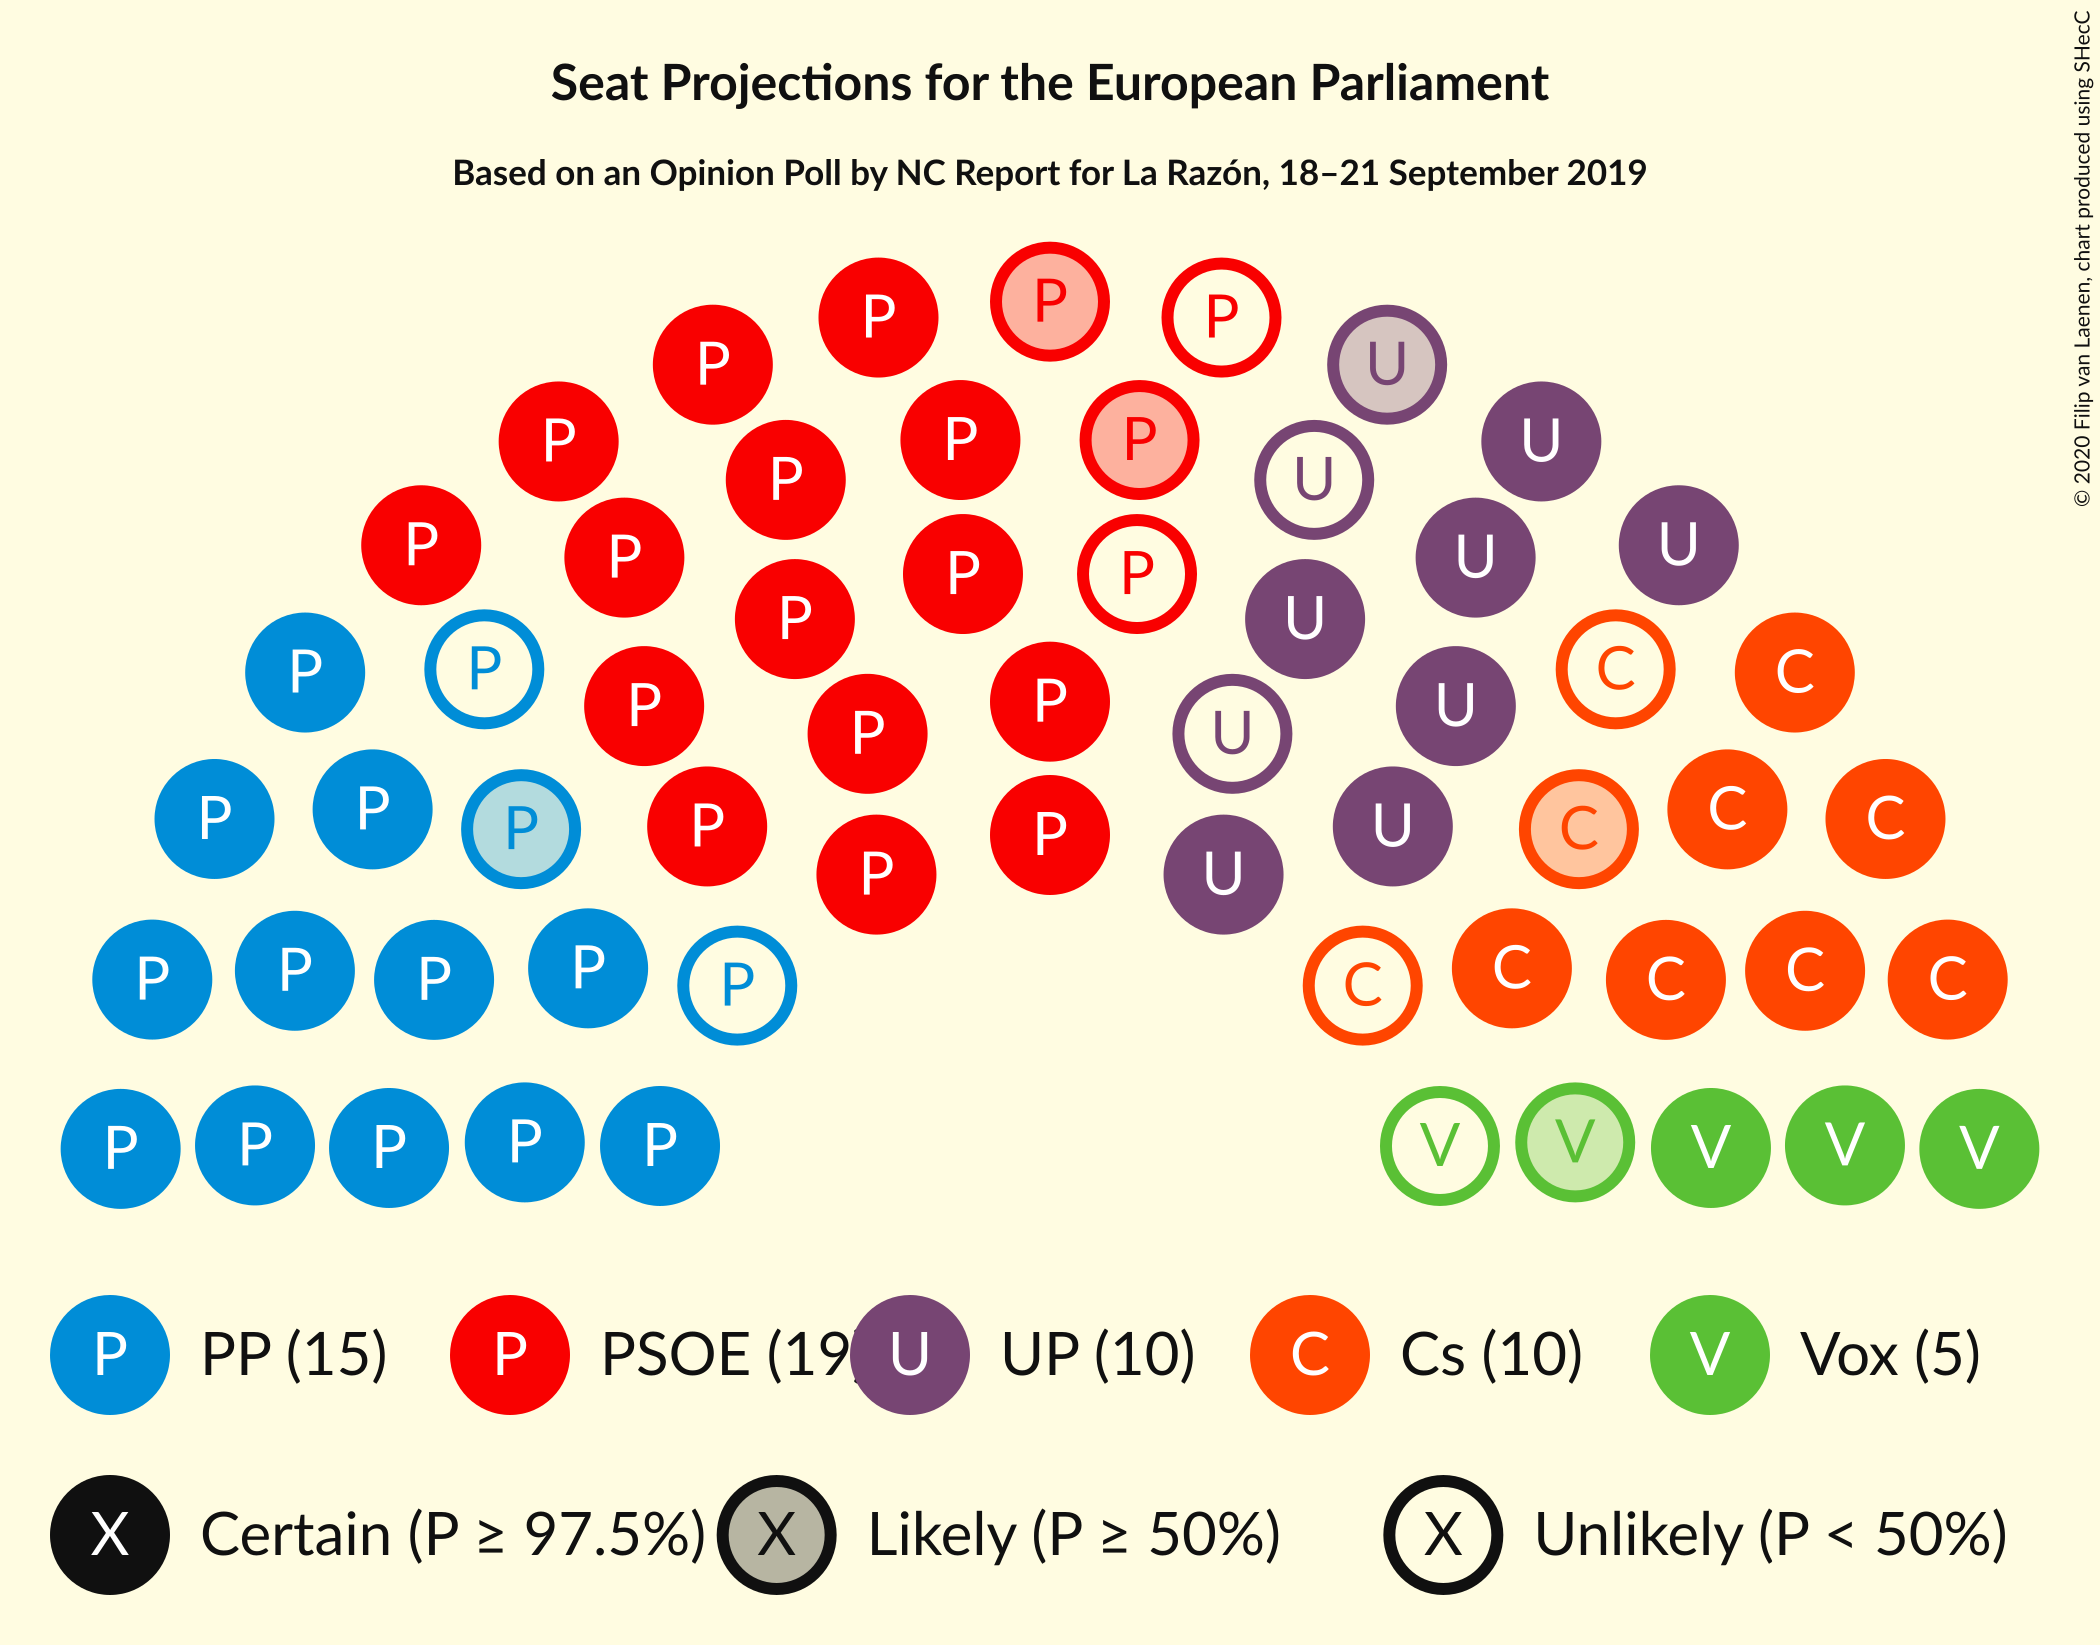 Seat Projections for the European Parliament
Based on an Opinion Poll by NC Report for La Razón, 18–21 September 2019
© 2020 Filip van Laenen, chart produced using SHecC
P
P P
P U
P P P U
P P U U
P P P U
P P P U U
P P U C C
P P U
P P C C C
P P P U C
P P P U
P P P P P C C C C C
P P P P P V V V V V
P PP (15) P PSOE (19) U UP (10) C Cs (10) V Vox (5)
X Certain (P ≥ 97.5%) X Likely (P ≥ 50%) X Unlikely (P < 50%)